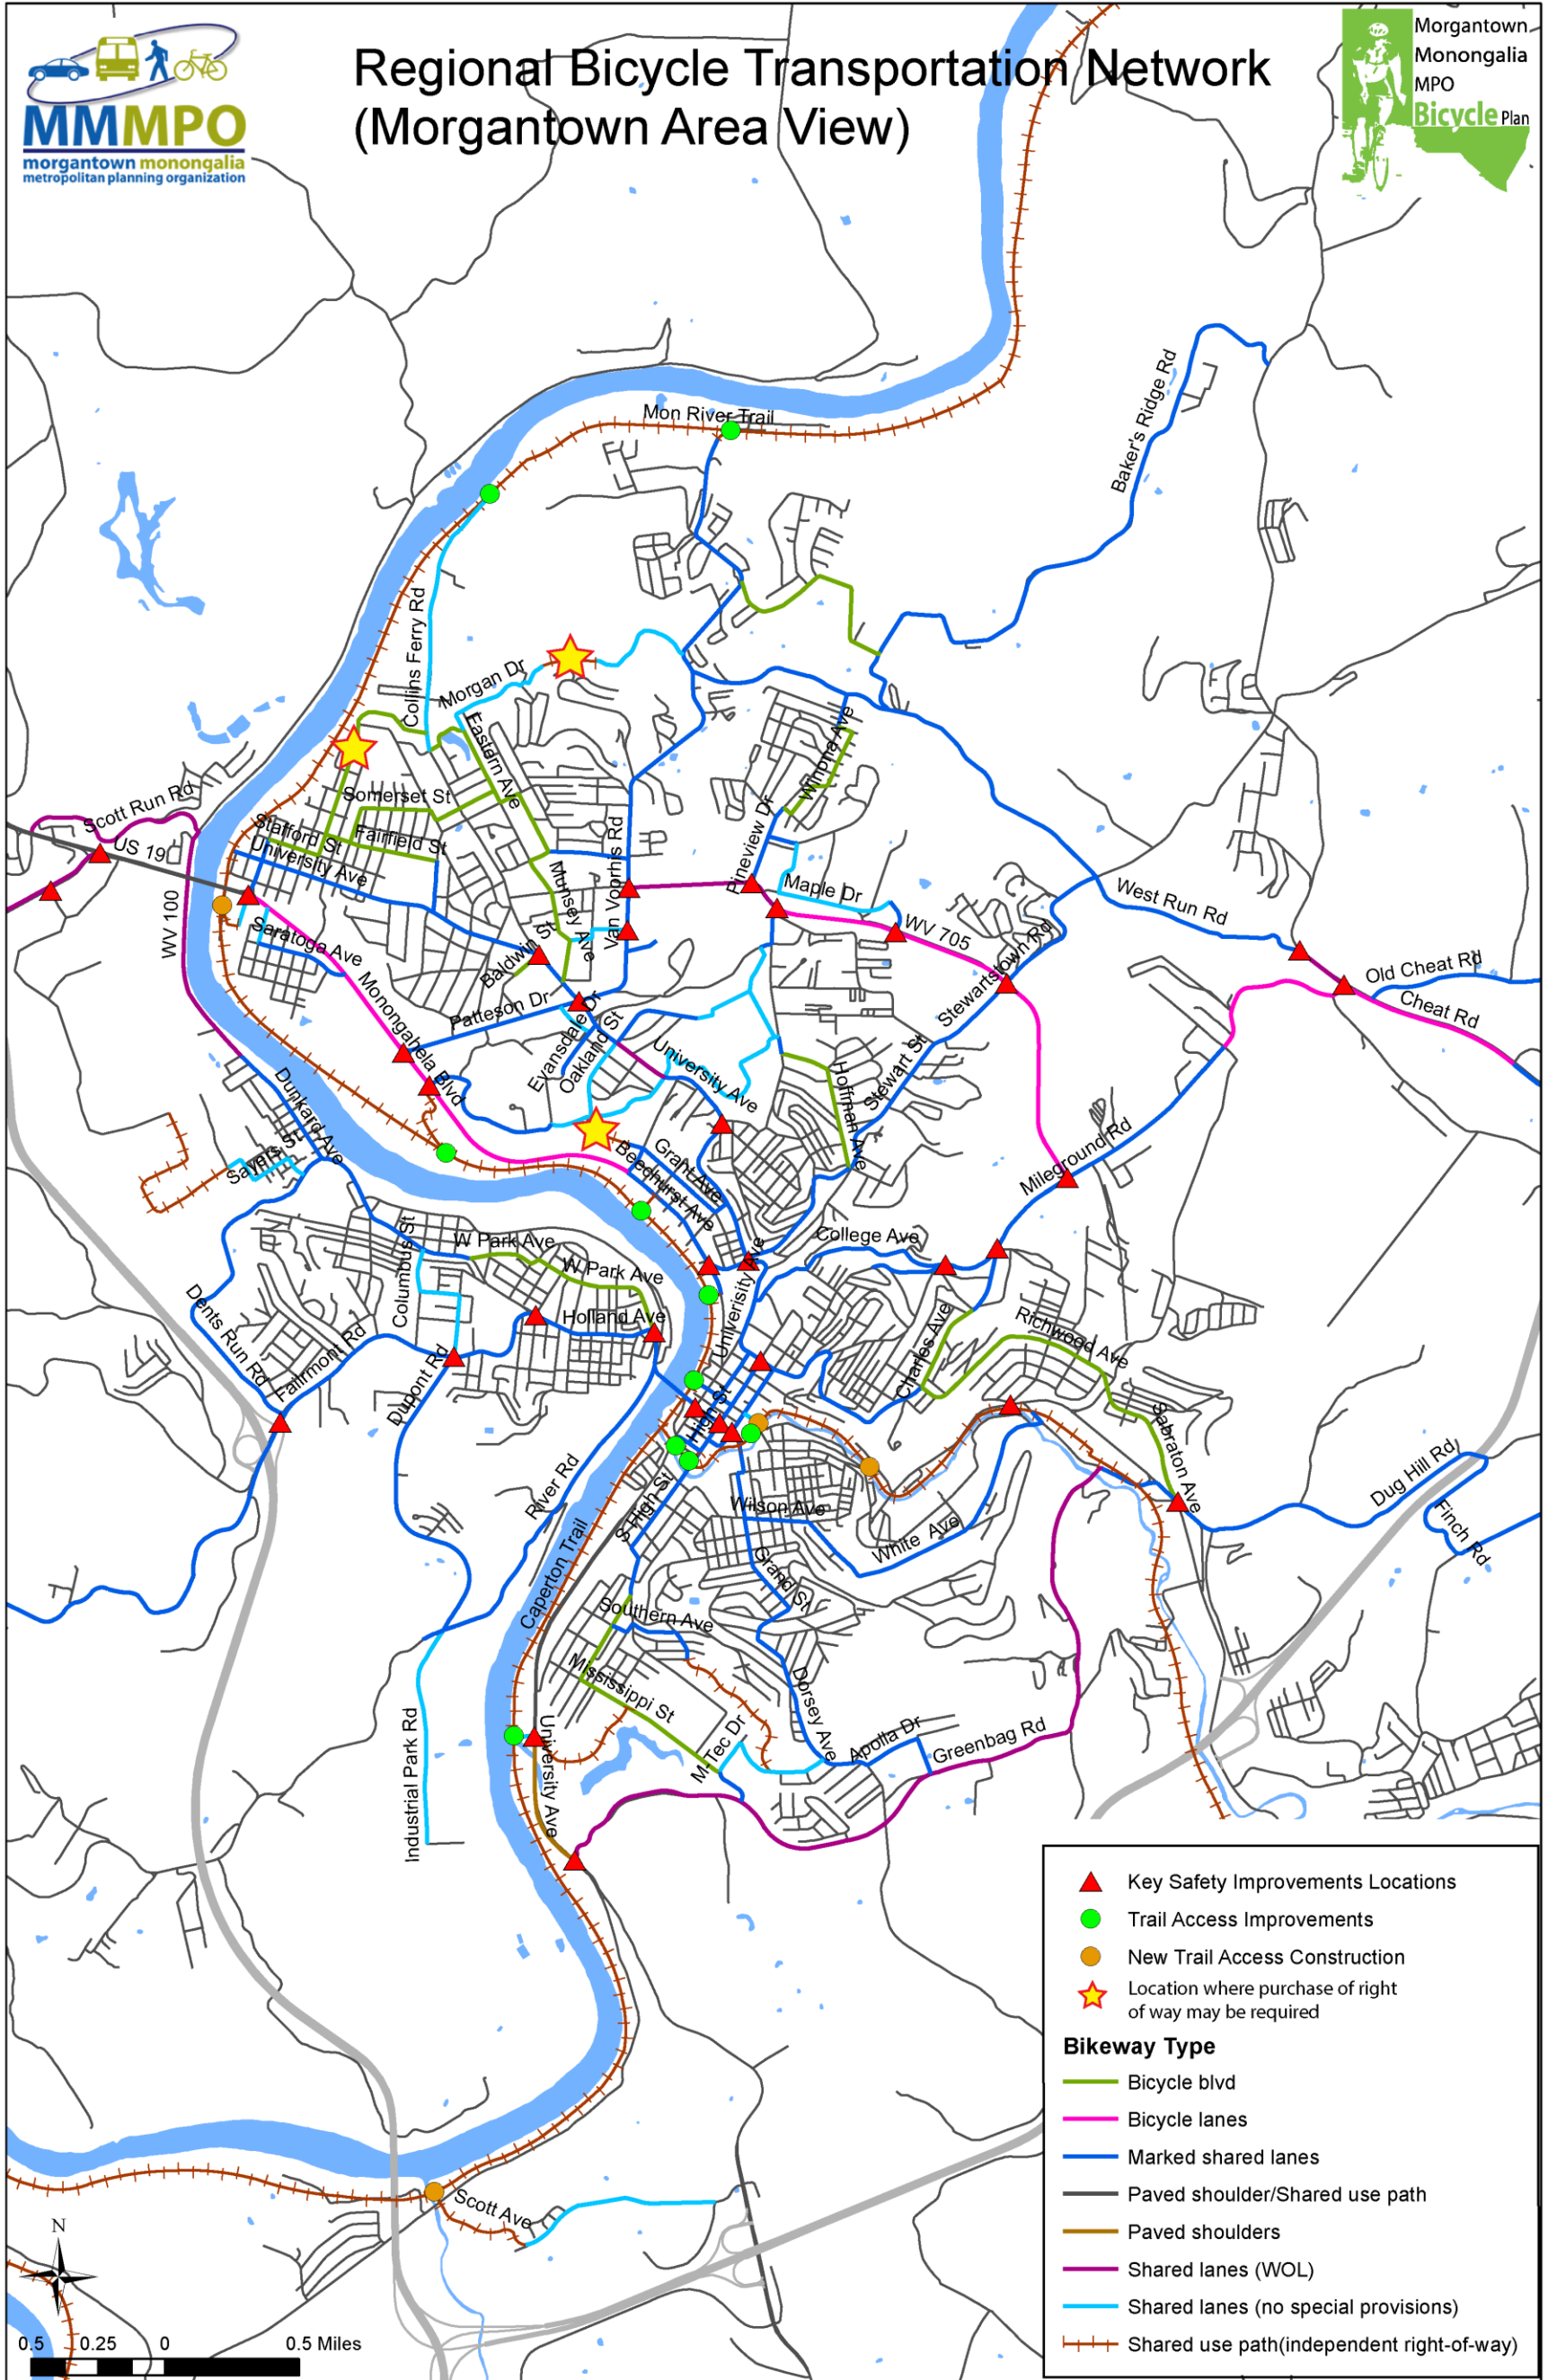 MMMPO
morgantown monongalia
metropolitan planning organization
Regional Bicycle Transportation Network
(Morgantown Area View)
Morgantown
Monongalia
MPO
Bicycle Plan
Mon River Trail
Baker's Ridge Rd
Collins Ferry Rd
Morgan Dr
Eastern Ave
Winona Ave
Scott Run Rd
Somerset St
US 19
Stafford St
Fairfield St
University Ave
Van Voorhis Rd
Pineview Dr
Munsey Ave
Maple Dr
West Run Rd
WV 100
WV 705
Saratoga Ave
Baldwin St
Stewartstown Rd
Old Cheat Rd
Cheat Rd
Monongahela Blvd
Patteson Dr
Evansdale Dr
Oakland St
University Ave
Stewart St
Hoffman Ave
Dunkard Ave
Sayers St
Grant Ave
Beechurst Ave
Mileground Rd
Columbus St
W Park Ave
W Park Ave
College Ave
Univerisity Ave
Holland Ave
Dents Run Rd
Fairmont Rd
Dupont Rd
Charles Ave
Richwood Ave
High St
Sabraton Ave
River Rd
S High St
Wilson Ave
White Ave
Dug Hill Rd
Finch Rd
Caperton Trail
Grand St
Southern Ave
Mississippi St
Dorsey Ave
M-Tec Dr
Apolla Dr
Greenbag Rd
Industrial Park Rd
University Ave
Scott Ave
Key Safety Improvements Locations
Trail Access Improvements
New Trail Access Construction
Location where purchase of right
of way may be required
Bikeway Type
Bicycle blvd
Bicycle lanes
Marked shared lanes
Paved shoulder/Shared use path
Paved shoulders
Shared lanes (WOL)
Shared lanes (no special provisions)
Shared use path(independent right-of-way)
N
0.5 0.25 0 0.5 Miles